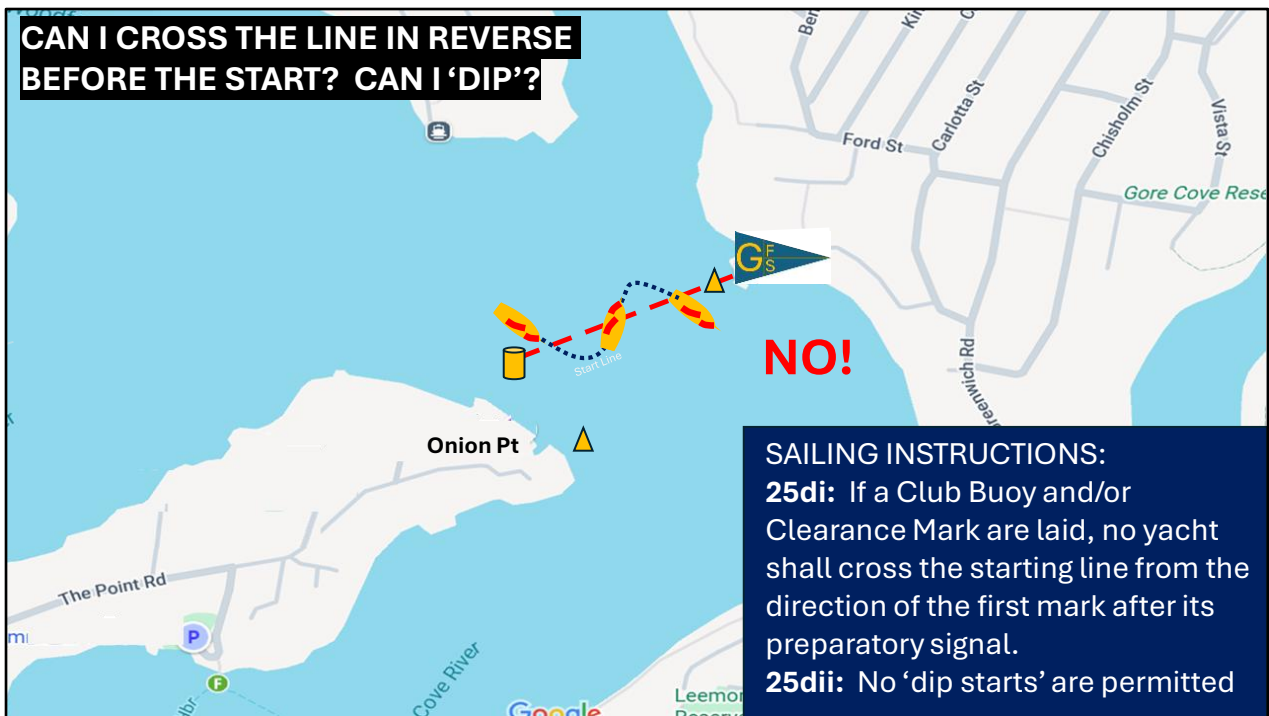 CAN I CROSS THE LINE IN REVERSE
BEFORE THE START? CAN I ‘DIP’?
Ford St
Carlotta St
Chisholm St
Vista St
Gore Cove Rese
G F S
Start Line
NO!
Greenwich Rd
Onion Pt
The Point Rd
P
F
Cove River
Google
SAILING INSTRUCTIONS:
25di: If a Club Buoy and/or
Clearance Mark are laid, no yacht
shall cross the starting line from the
direction of the first mark after its
preparatory signal.
25dii: No ‘dip starts’ are permitted